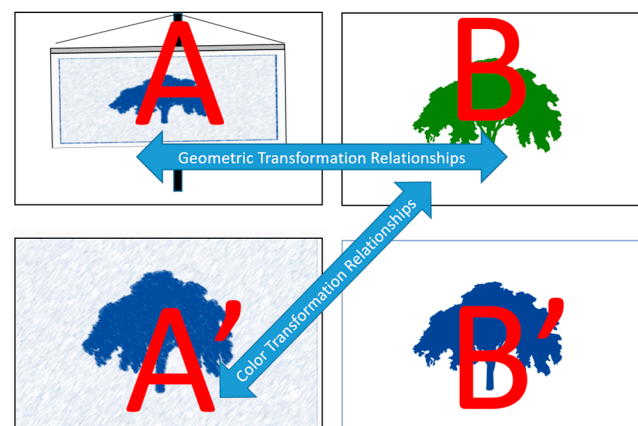 A
B
Geometric Transformation Relationships
Color Transformation Relationships
A′
B′